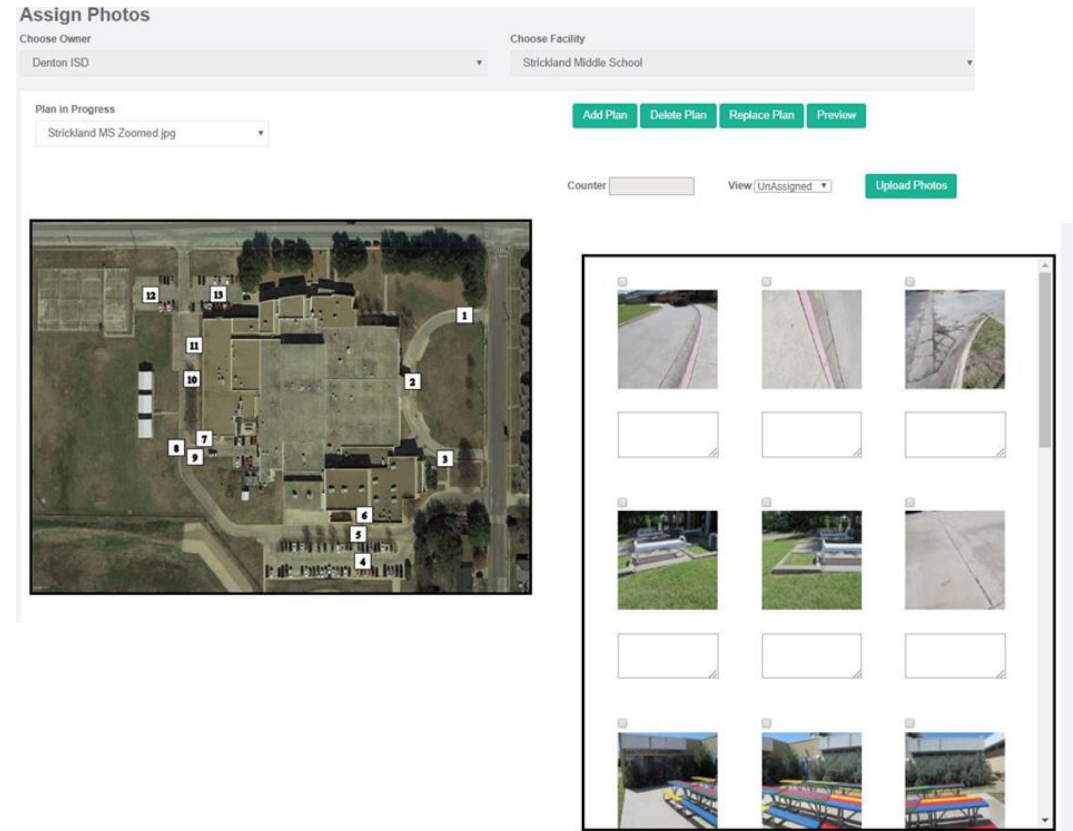 Assign Photos
Choose Owner
Choose Facility
Denton ISD
Strickland Middle School
Plan in Progress
Strickland MS Zoomed.jpg
Add Plan
Delete Plan
Replace Plan
Preview
Counter
View UnAssigned
Upload Photos
12
13
1
11
10
2
7
8
9
3
6
5
4